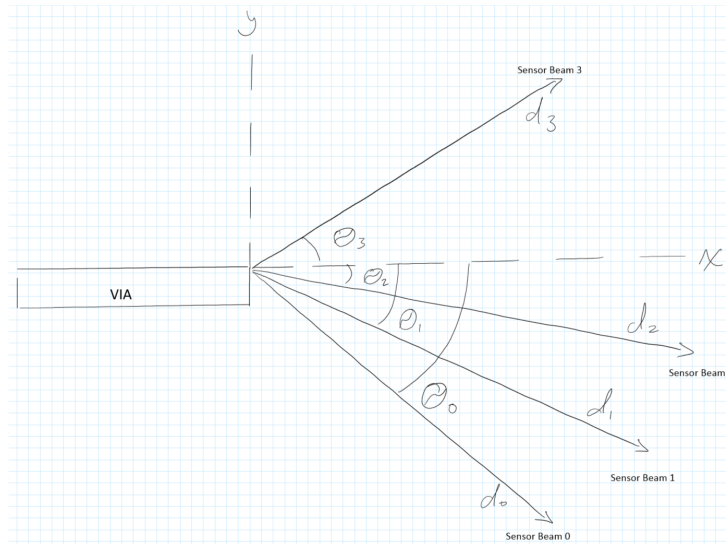 y
Sensor Beam 3
d₃
Θ₃
x
Θ₂
VIA
Θ₁
d₂
Sensor Beam
d₁
Θ₀
Sensor Beam 1
d₀
Sensor Beam 0